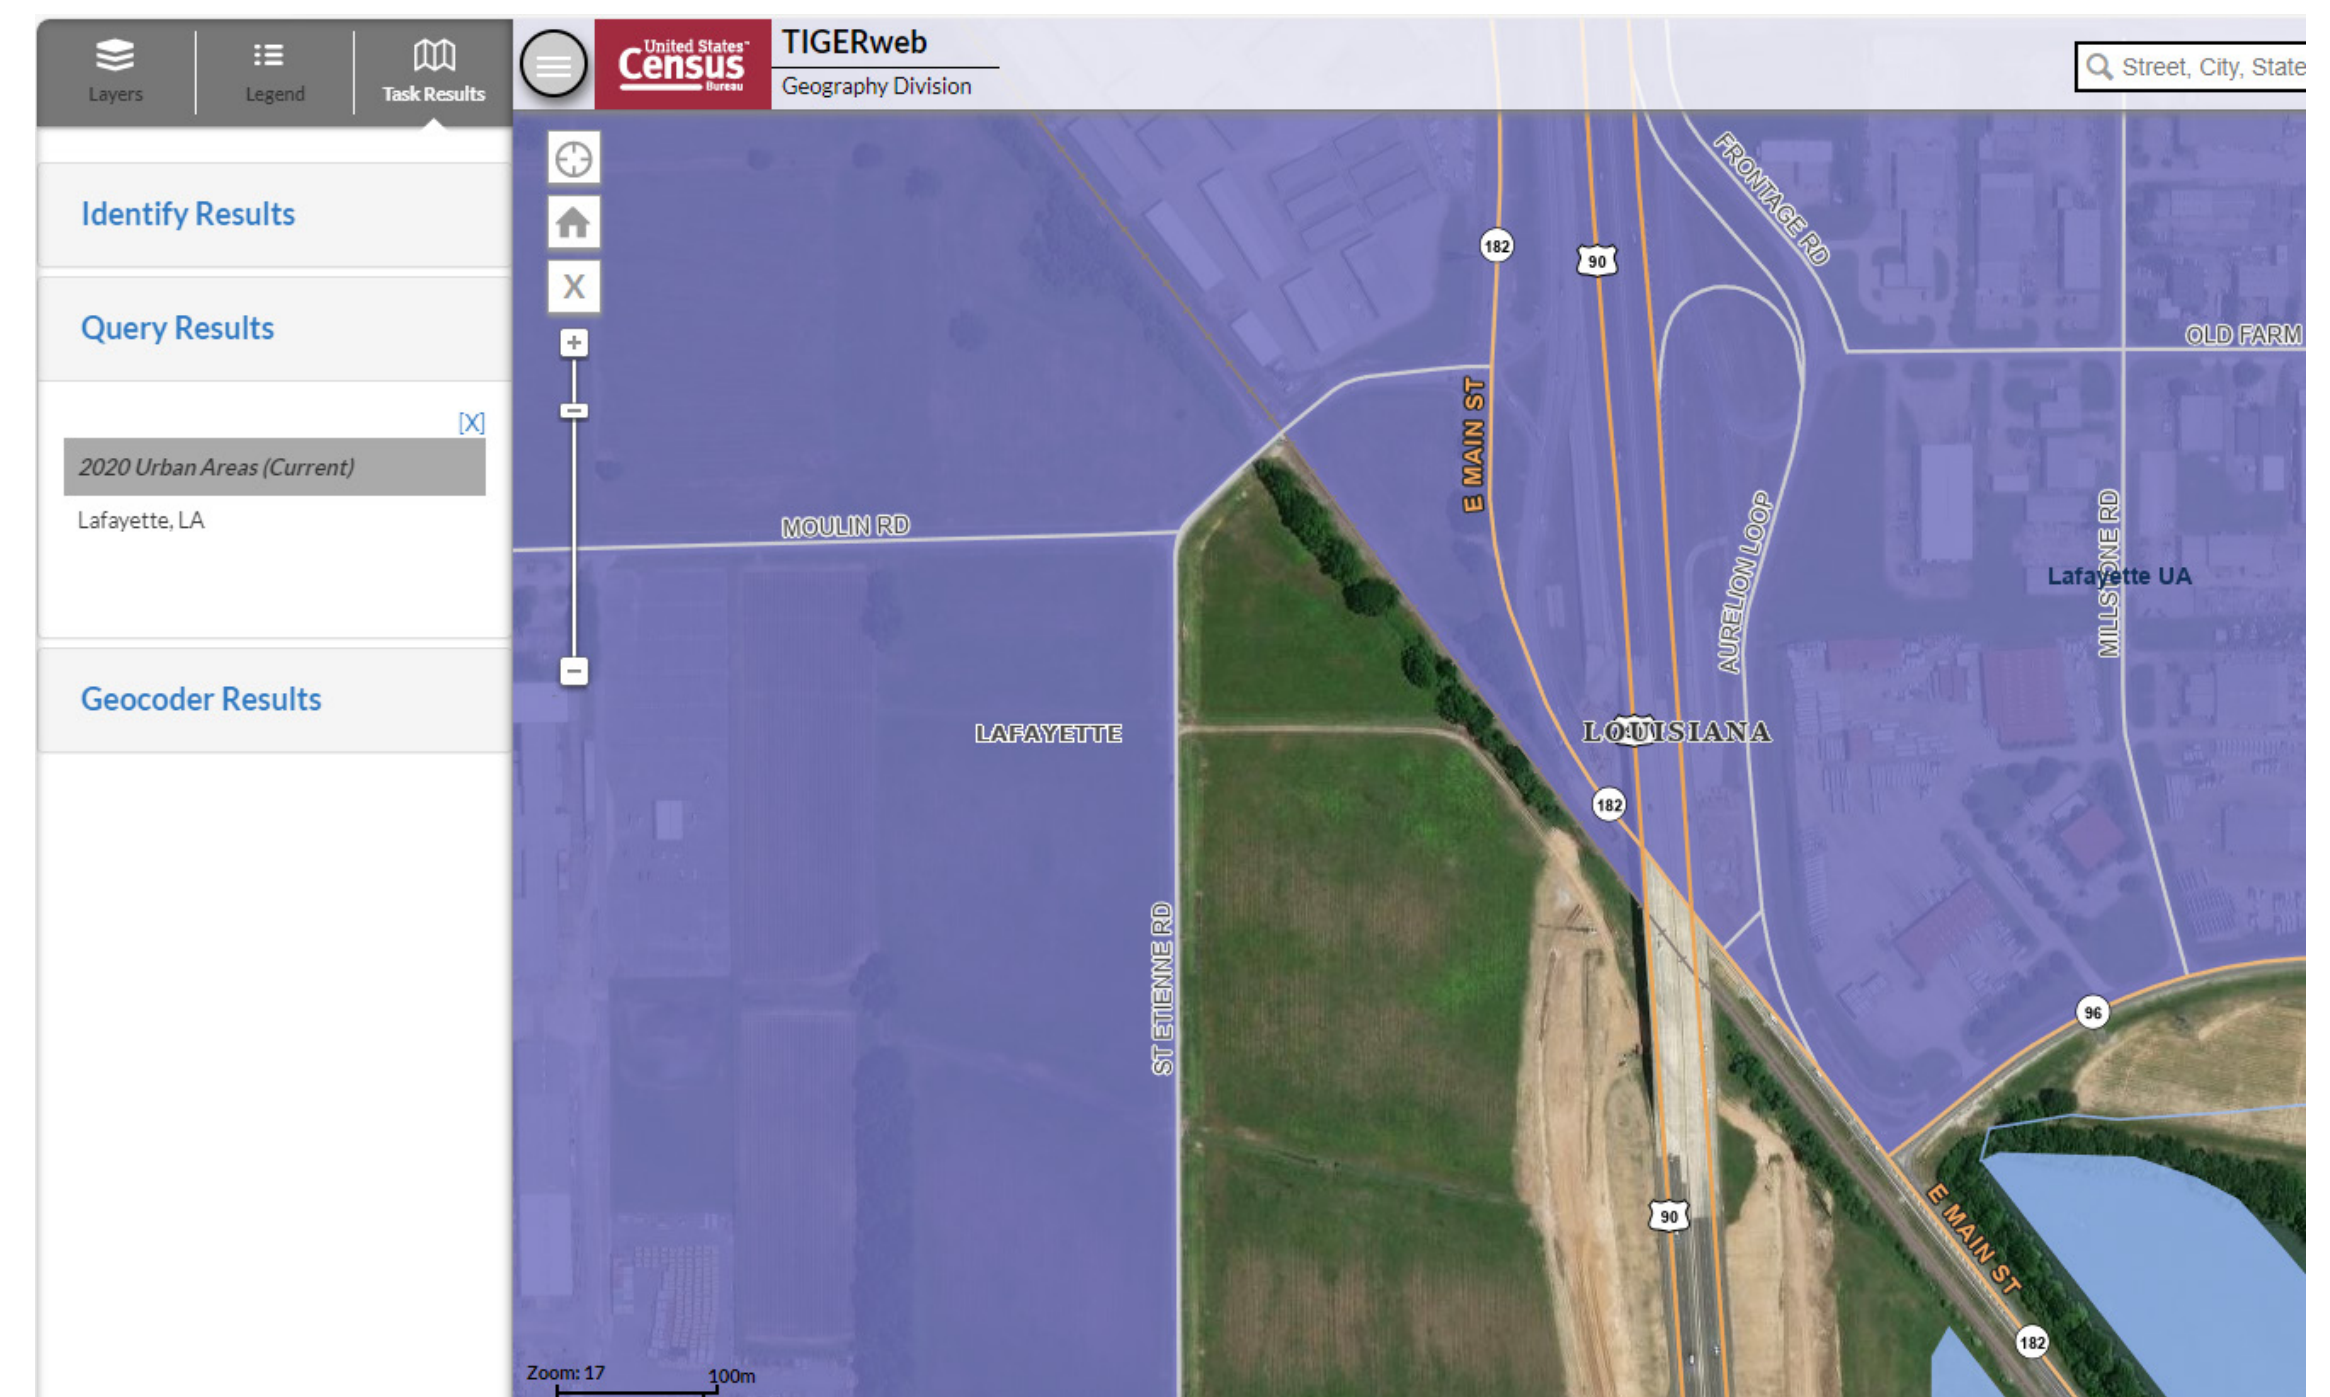 Layers
Legend
Task Results
United States™
Census
Bureau
TIGERweb
Geography Division
Street, City, State
Identify Results
Query Results
[X]
2020 Urban Areas (Current)
Lafayette, LA
Geocoder Results
X
+
−
FRONTAGE RD
182
90
OLD FARM
E MAIN ST
MOULIN RD
AURELION LOOP
MILLSTONE RD
Lafayette UA
LAFAYETTE
LOUISIANA
182
ST ETIENNE RD
96
90
E MAIN ST
182
Zoom: 17
100m